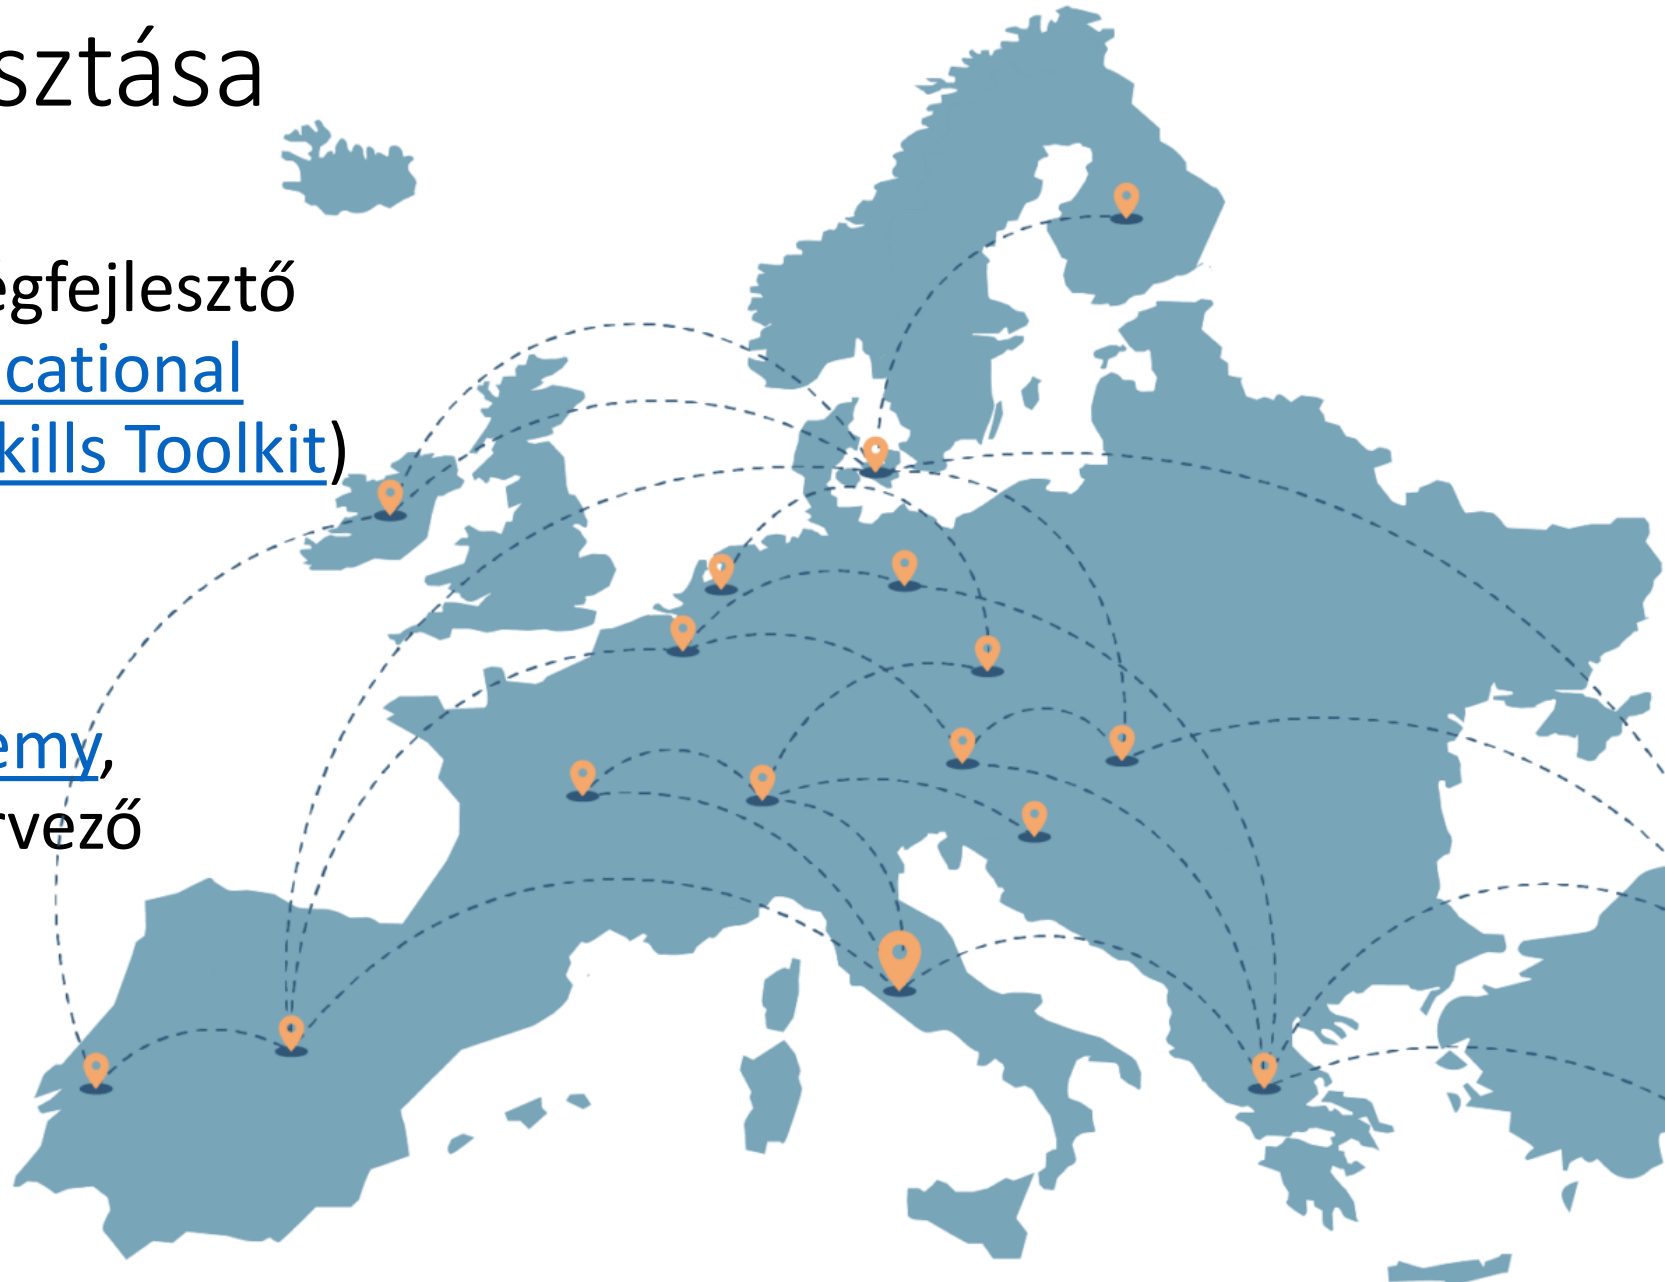 sztása
égfejlesztő
cational
kills Toolkit)
emy,
rvező